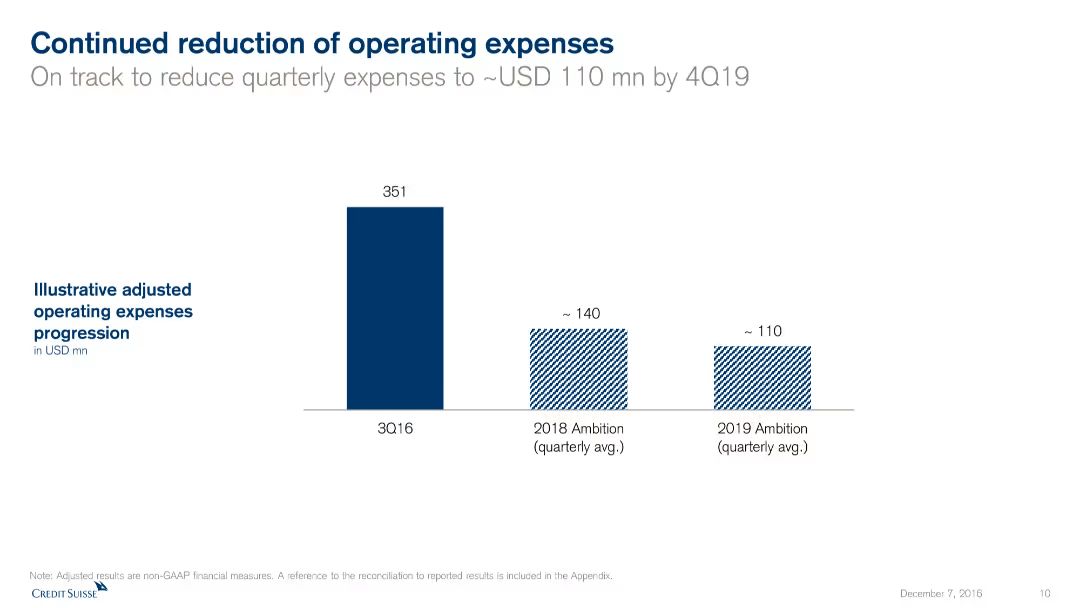 Continued reduction of operating expenses
On track to reduce quarterly expenses to ~USD 110 mn by 4Q19
351
~ 140
~ 110
Illustrative adjusted
operating expenses
progression
in USD mn
3Q16
2018 Ambition
(quarterly avg.)
2019 Ambition
(quarterly avg.)
Note: Adjusted results are non-GAAP financial measures. A reference to the reconciliation to reported results is included in the Appendix.
CREDIT SUISSE
December 7, 2016
10